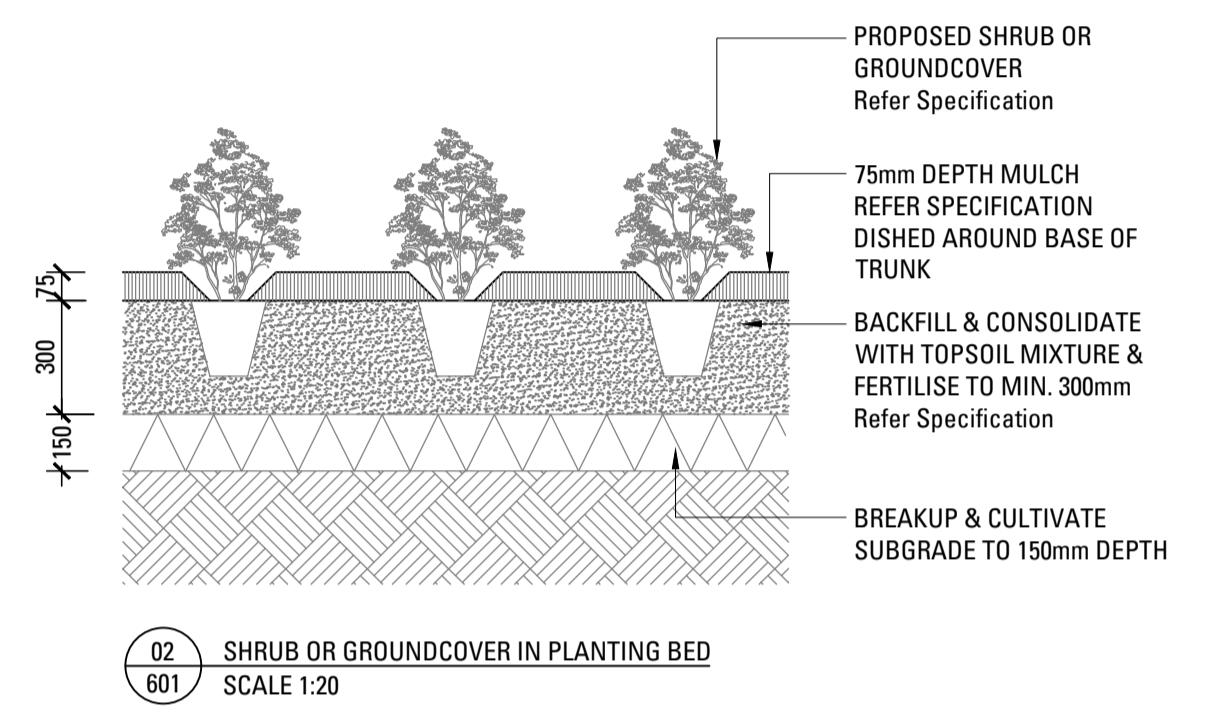 PROPOSED SHRUB OR
GROUNDCOVER
Refer Specification
75mm DEPTH MULCH
REFER SPECIFICATION
DISHED AROUND BASE OF
TRUNK
BACKFILL & CONSOLIDATE
WITH TOPSOIL MIXTURE &
FERTILISE TO MIN. 300mm
Refer Specification
BREAKUP & CULTIVATE
SUBGRADE TO 150mm DEPTH
75
300
150
02
601
SHRUB OR GROUNDCOVER IN PLANTING BED
SCALE 1:20